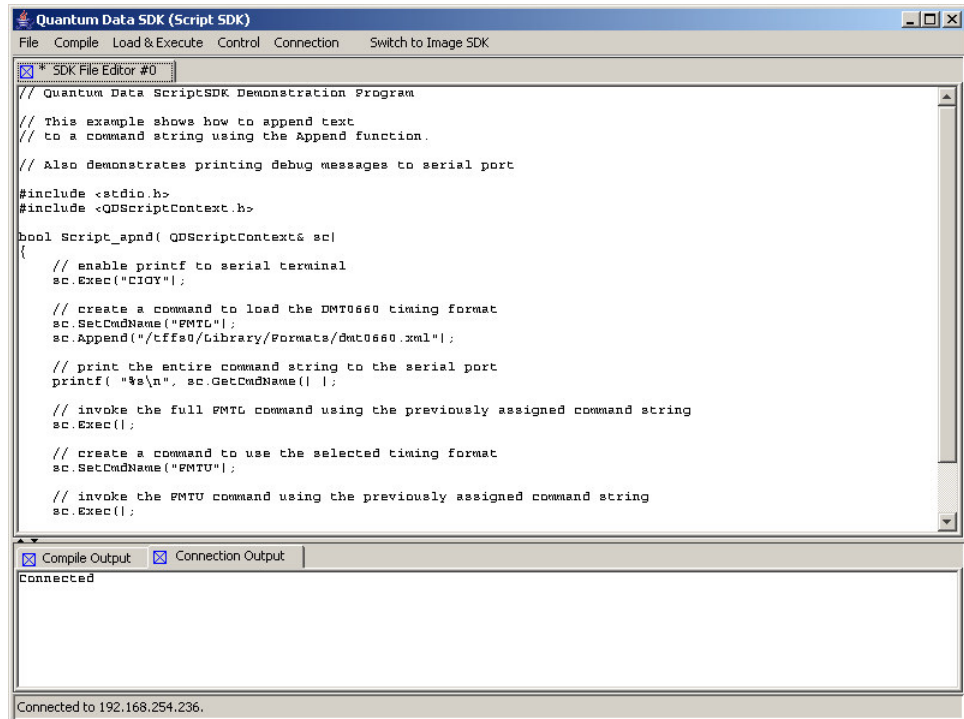 Quantum Data SDK (Script SDK)
File Compile Load & Execute Control Connection Switch to Image SDK
* SDK File Editor #0
// Quantum Data ScriptSDK Demonstration Program
// This example shows how to append text
// to a command string using the Append function.
// Also demonstrates printing debug messages to serial port
#include <stdio.h>
#include <QDScriptContext.h>
bool Script_apnd( QDScriptContext& sc)
{
// enable printf to serial terminal
sc.Exec("CIOY");
// create a command to load the DMT0660 timing format
sc.SetCmdName("FMTL");
sc.Append("/tffs0/Library/Formats/dmt0660.xml");
// print the entire command string to the serial port
printf( "%s\n", sc.GetCmdName() );
// invoke the full FMTL command using the previously assigned command string
sc.Exec();
// create a command to use the selected timing format
sc.SetCmdName("FMTU");
// invoke the FMTU command using the previously assigned command string
sc.Exec();
Compile Output Connection Output
Connected
Connected to 192.168.254.236.